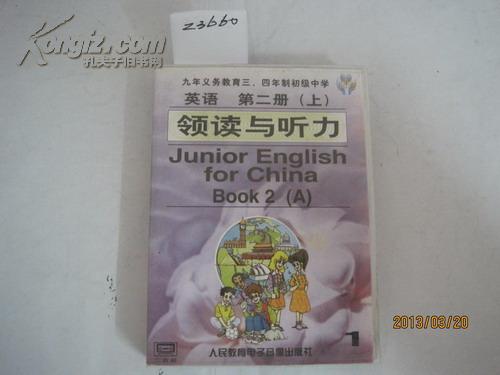 Kongfz.com
孔夫子旧书网
Z3660
九年义务教育三、四年制初级中学
英语 第二册(上)
领读与听力
Junior English
for China
Book 2 (A)
人民教育电子音像出版社
1
2013/03/20